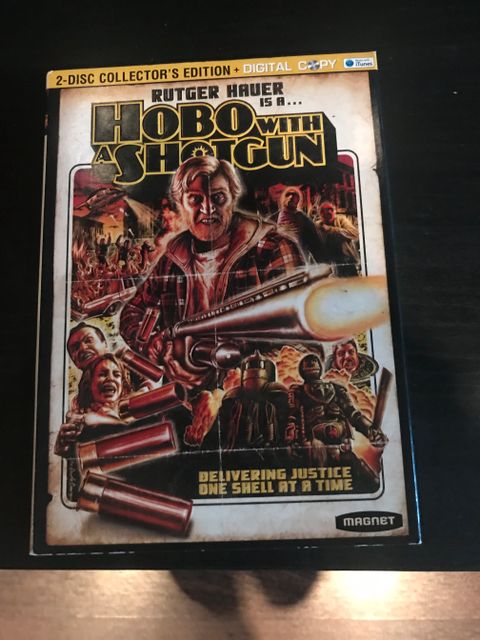 2-DISC COLLECTOR'S EDITION + DIGITAL COPY
iTunes
RUTGER HAUER
IS A...
HOBO WITH
A SHOTGUN
DELIVERING JUSTICE
ONE SHELL AT A TIME
MAGNET